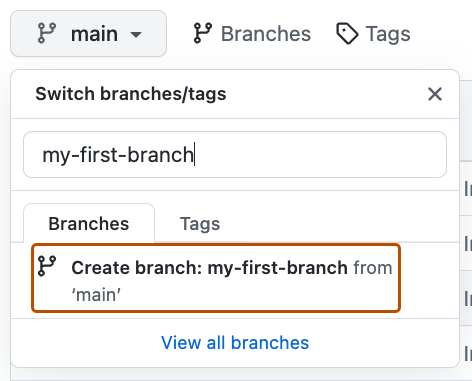 main Branches Tags
Switch branches/tags
my-first-branch
Branches Tags
Create branch: my-first-branch from
‘main’
View all branches